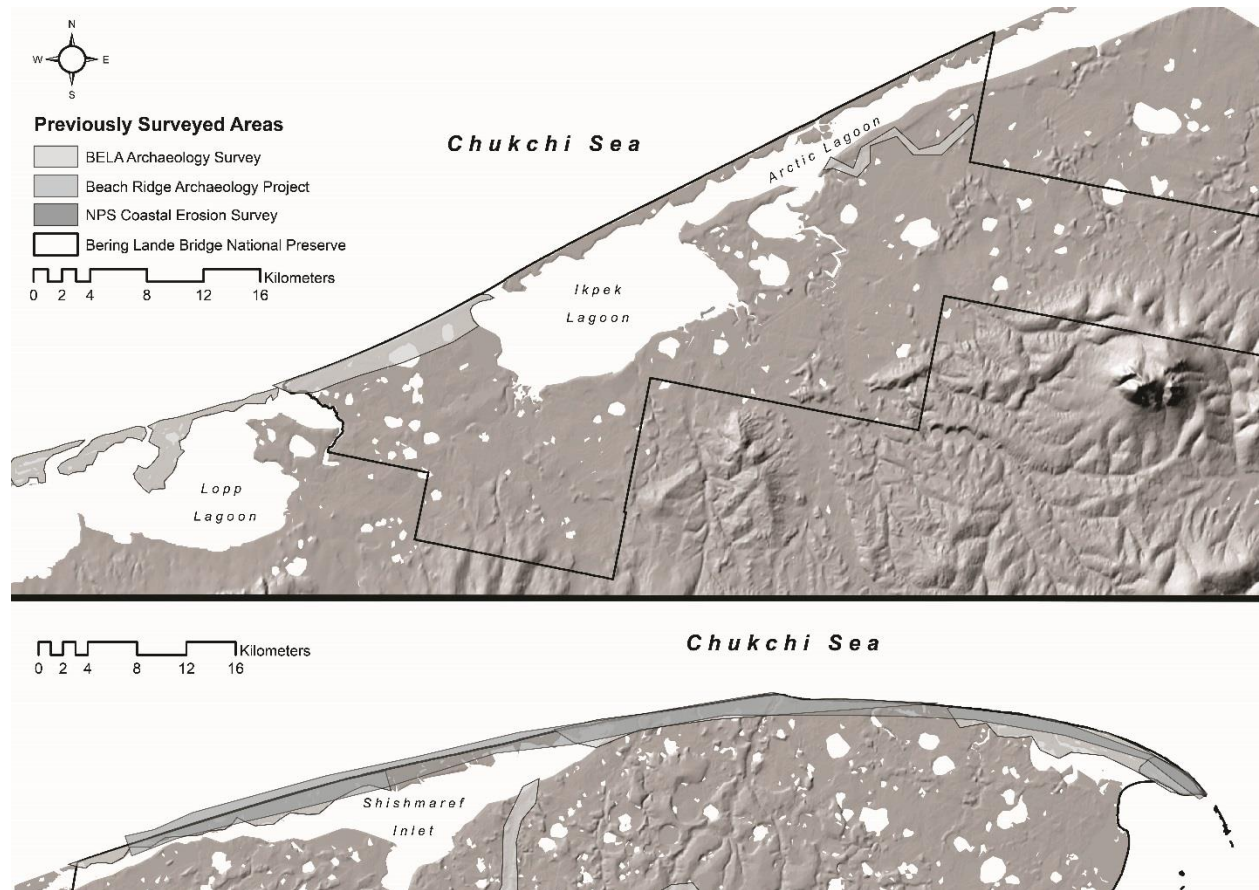 N
W E
S
Previously Surveyed Areas
BELA Archaeology Survey
Beach Ridge Archaeology Project
NPS Coastal Erosion Survey
Bering Lande Bridge National Preserve
Kilometers
0 2 4 8 12 16
Chukchi Sea
Arctic Lagoon
Ikpek
Lagoon
Lopp
Lagoon
Kilometers
0 2 4 8 12 16
Chukchi Sea
Shishmaref
Inlet